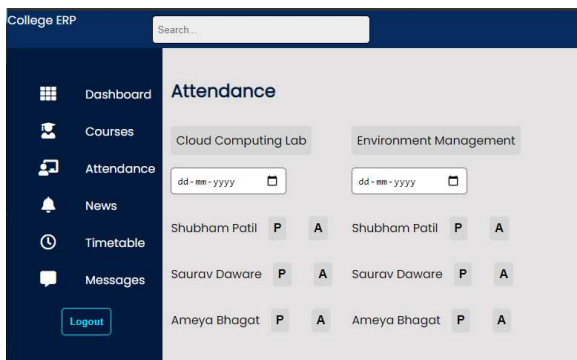 College ERP
Search...
Dashboard
Courses
Attendance
News
Timetable
Messages
Logout
Attendance
Cloud Computing Lab Environment Management
dd-mm-yyyy dd-mm-yyyy
Shubham Patil P A Shubham Patil P A
Saurav Daware P A Saurav Daware P A
Ameya Bhagat P A Ameya Bhagat P A